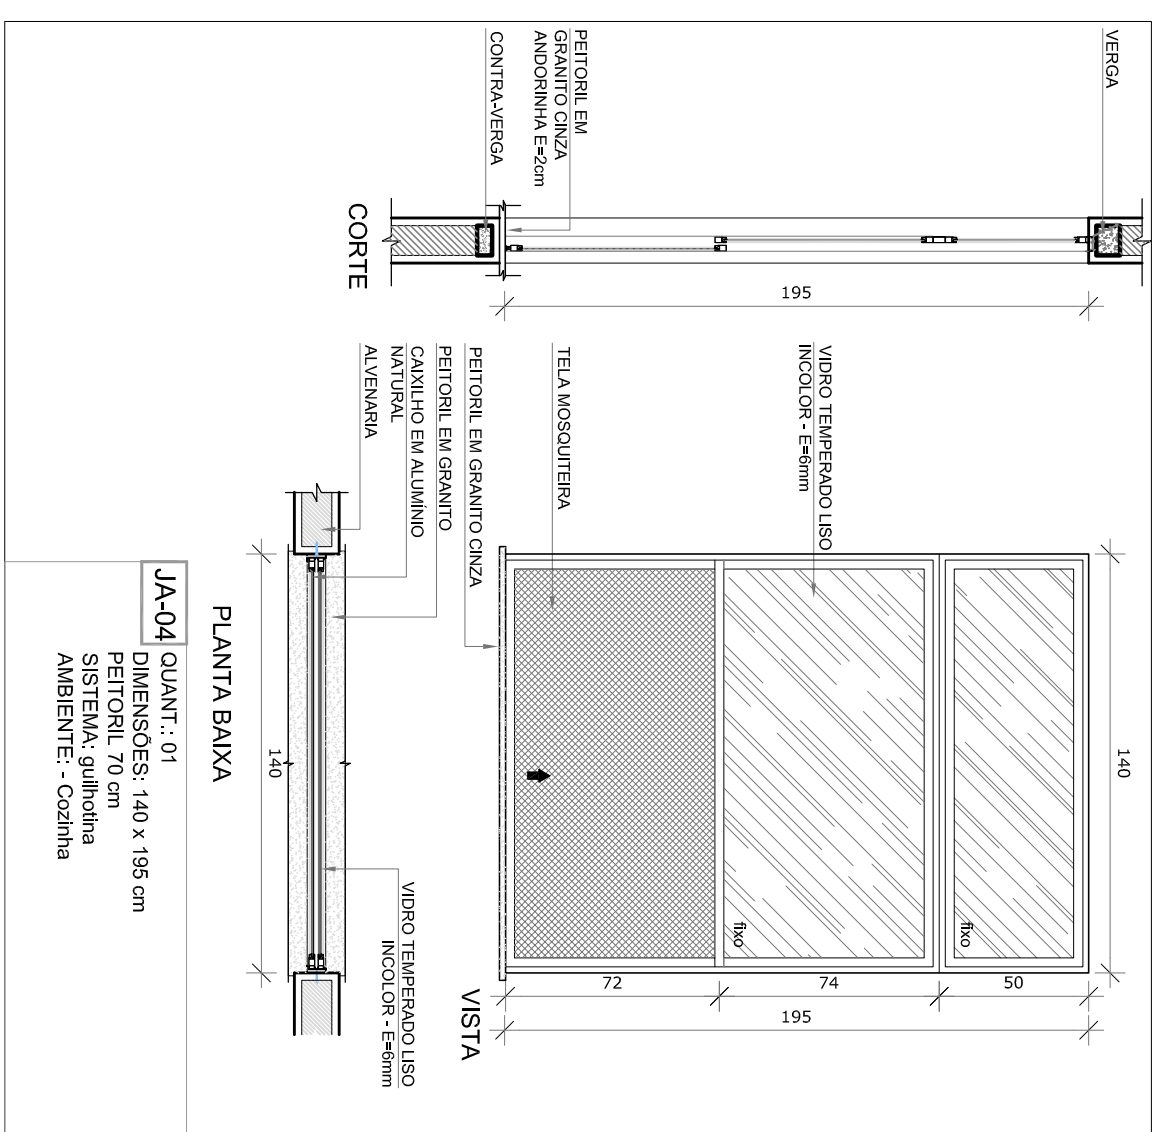 VERGA
PEITORIL EM
GRANITO CINZA
ANDORINHA E=2cm
CONTRA-VERGA
CORTE
195
VIDRO TEMPERADO LISO
INCOLOR - E=6mm
TELA MOSQUITEIRA
PEITORIL EM GRANITO CINZA
PEITORIL EM GRANITO
CAIXILHO EM ALUMÍNIO
NATURAL
ALVENARIA
140
fixo
fixo
50
74
72
195
VISTA
VIDRO TEMPERADO LISO
INCOLOR - E=6mm
140
PLANTA BAIXA
JA-04
QUANT.: 01
DIMENSÕES: 140 x 195 cm
PEITORIL 70 cm
SISTEMA: guilhotina
AMBIENTE: - Cozinha